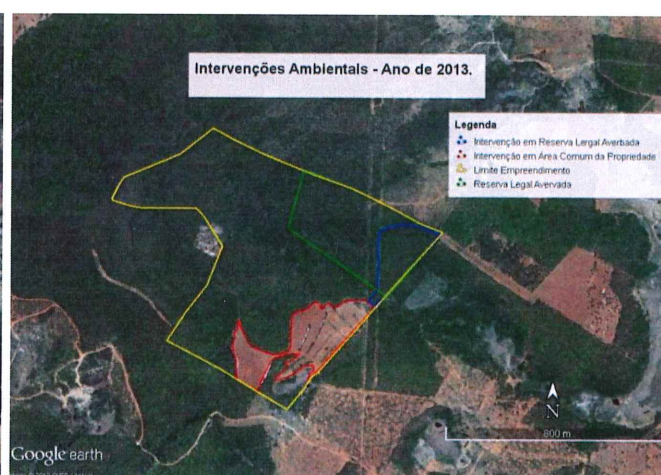 Intervenções Ambientais - Ano de 2013.
Legenda
Intervenção em Reserva Lergal Averbada
Intervenção em Área Comum da Propriedade
Limite Empreendimento
Reserva Legal Avervada
N
800 m
Google earth